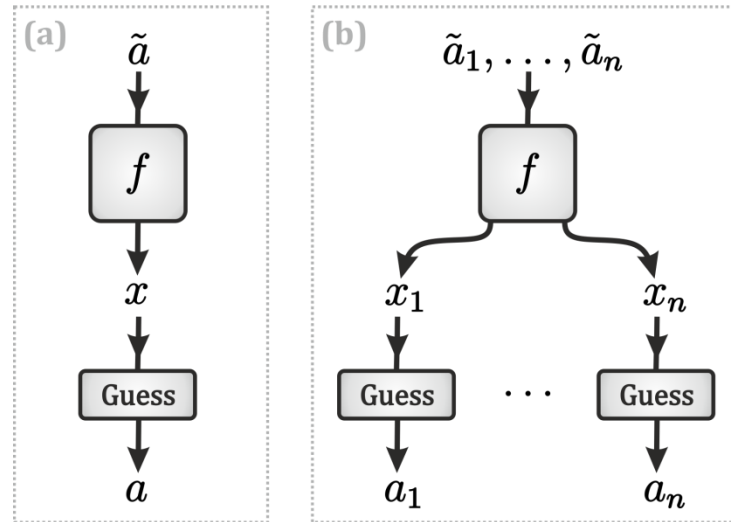 (a)
ã
f
x
Guess
a
(b)
ã₁, . . . , ãₙ
f
x₁ xₙ
Guess · · · Guess
a₁ aₙ